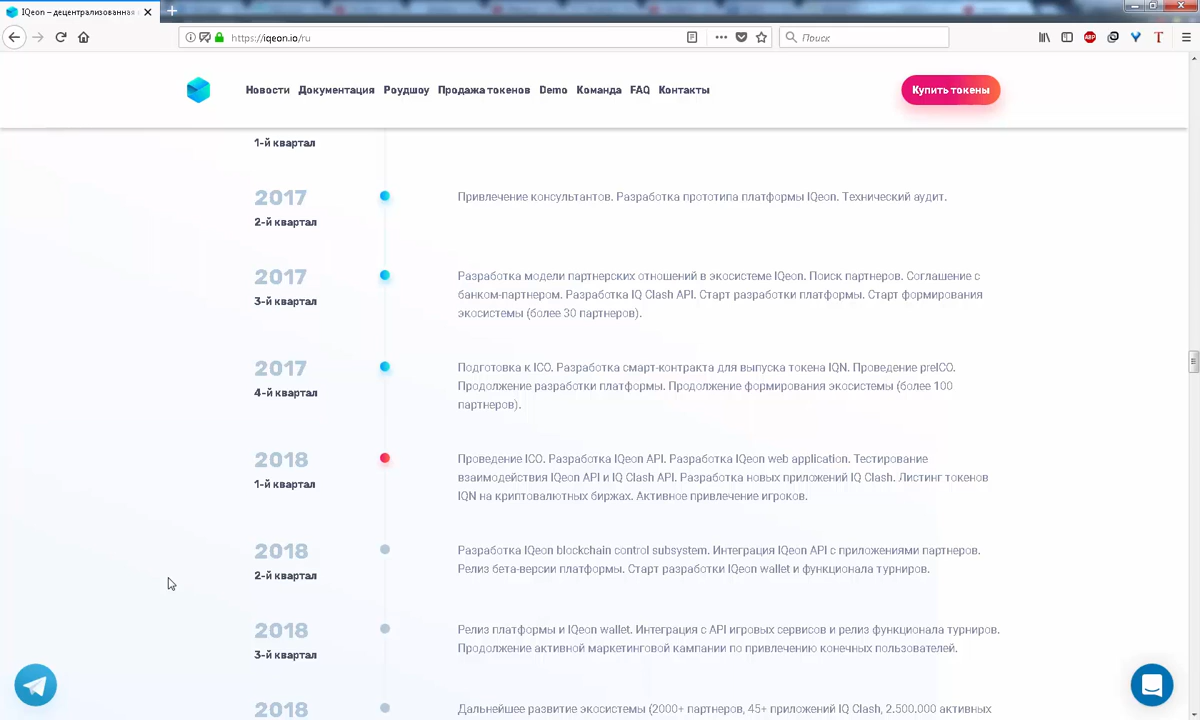 IQeon – децентрализованная
https://iqeon.io/ru
Поиск
ABP
Новости Документация Роудшоу Продажа токенов Demo Команда FAQ Контакты
Купить токены
1-й квартал
2017
2-й квартал
Привлечение консультантов. Разработка прототипа платформы IQeon. Технический аудит.
2017
3-й квартал
Разработка модели партнерских отношений в экосистеме IQeon. Поиск партнеров. Соглашение с
банком-партнером. Разработка IQ Clash API. Старт разработки платформы. Старт формирования
экосистемы (более 30 партнеров).
2017
4-й квартал
Подготовка к ICO. Разработка смарт-контракта для выпуска токена IQN. Проведение preICO.
Продолжение разработки платформы. Продолжение формирования экосистемы (более 100
партнеров).
2018
1-й квартал
Проведение ICO. Разработка IQeon API. Разработка IQeon web application. Тестирование
взаимодействия IQeon API и IQ Clash API. Разработка новых приложений IQ Clash. Листинг токенов
IQN на криптовалютных биржах. Активное привлечение игроков.
2018
2-й квартал
Разработка IQeon blockchain control subsystem. Интеграция IQeon API с приложениями партнеров.
Релиз бета-версии платформы. Старт разработки IQeon wallet и функционала турниров.
2018
3-й квартал
Релиз платформы и IQeon wallet. Интеграция с API игровых сервисов и релиз функционала турниров.
Продолжение активной маркетинговой кампании по привлечению конечных пользователей.
2018
Дальнейшее развитие экосистемы (2000+ партнеров, 45+ приложений IQ Clash, 2.500.000 активных